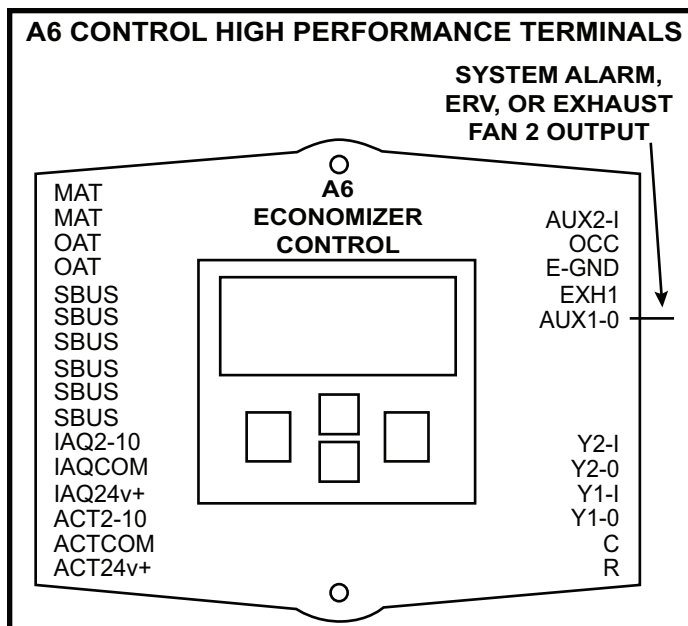 A6 CONTROL HIGH PERFORMANCE TERMINALS
SYSTEM ALARM,
ERV, OR EXHAUST
FAN 2 OUTPUT
A6
ECONOMIZER
CONTROL
MAT
MAT
OAT
OAT
SBUS
SBUS
SBUS
SBUS
SBUS
SBUS
IAQ2-10
IAQCOM
IAQ24v+
ACT2-10
ACTCOM
ACT24v+
AUX2-I
OCC
E-GND
EXH1
AUX1-0
Y2-I
Y2-0
Y1-I
Y1-0
C
R